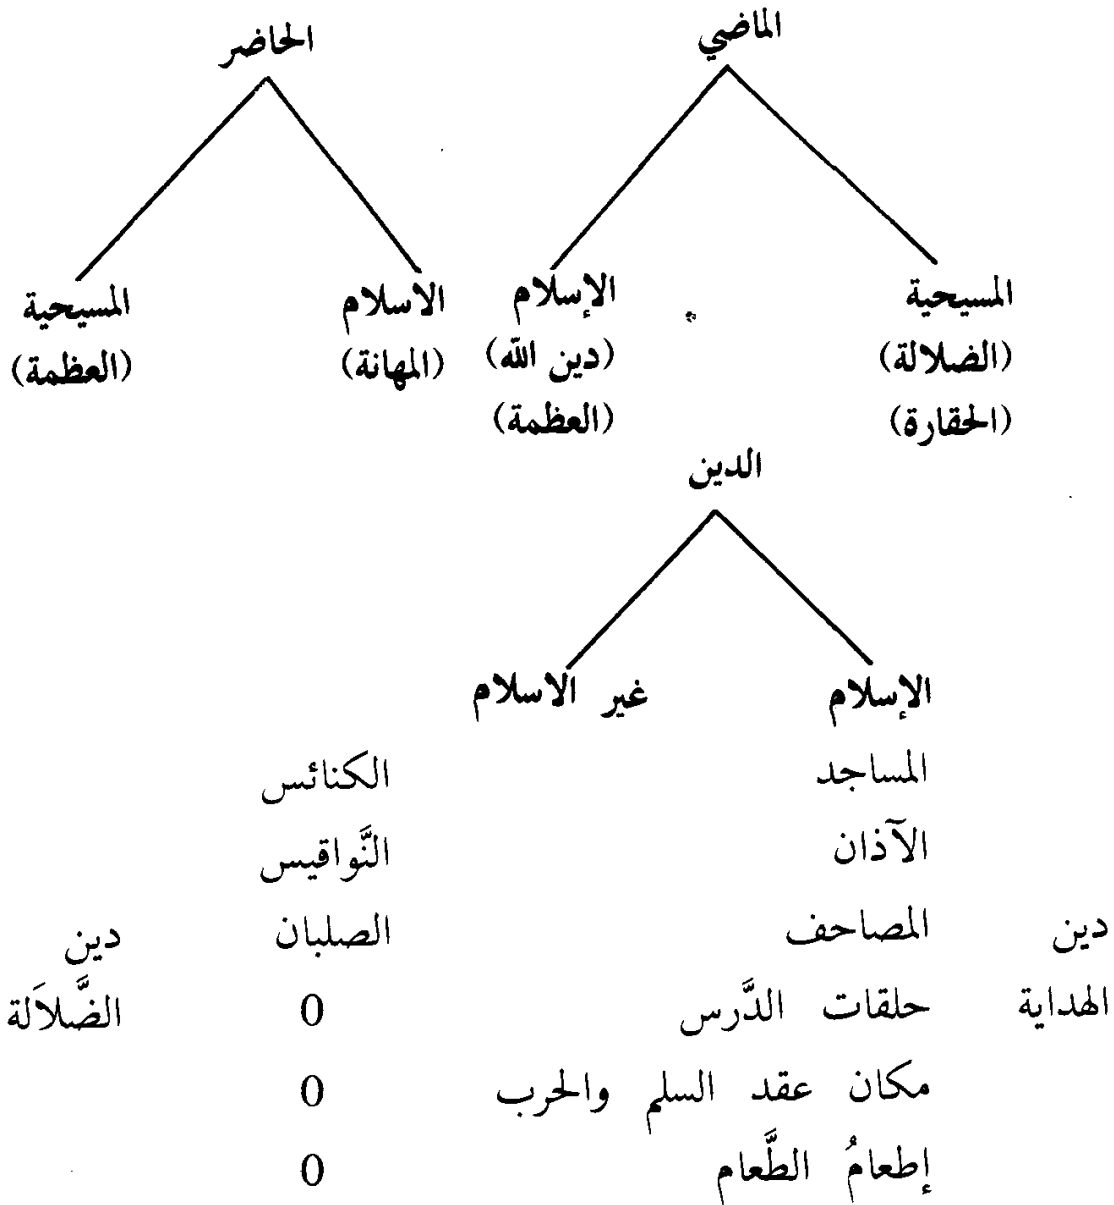 الماضي الحاضر
المسيحية الإسلام الاسلام المسيحية
(الضلالة) (دين الله) (المهانة) (العظمة)
(الحقارة) (العظمة)
الدين
الإسلام غير الاسلام
المساجد الكنائس
الآذان النَّواقيس
دين المصاحف الصلبان دين
الهداية حلقات الدَّرس 0 الضَّلاَلة
مكان عقد السلم والحرب 0
إطعامُ الطَّعام 0